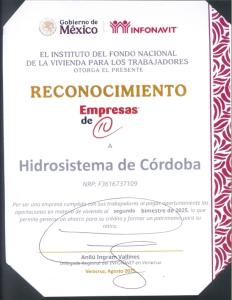 Gobierno de
México
INFONAVIT
EL INSTITUTO DEL FONDO NACIONAL
DE LA VIVIENDA PARA LOS TRABAJADORES
OTORGA EL PRESENTE
RECONOCIMIENTO
Empresas
de
A
Hidrosistema de Córdoba
NRP: F3616737109
Por ser una empresa cumplida con sus trabajadores al pagar oportunamente las
aportaciones en materia de vivienda al segundo bimestre de 2025, lo que
permite generar un ahorro para su crédito y formar un patrimonio para su
retiro.
Anllú Ingram Vallines
Delegada Regional del INFONAVIT en Veracruz
Veracruz, Agosto 2025